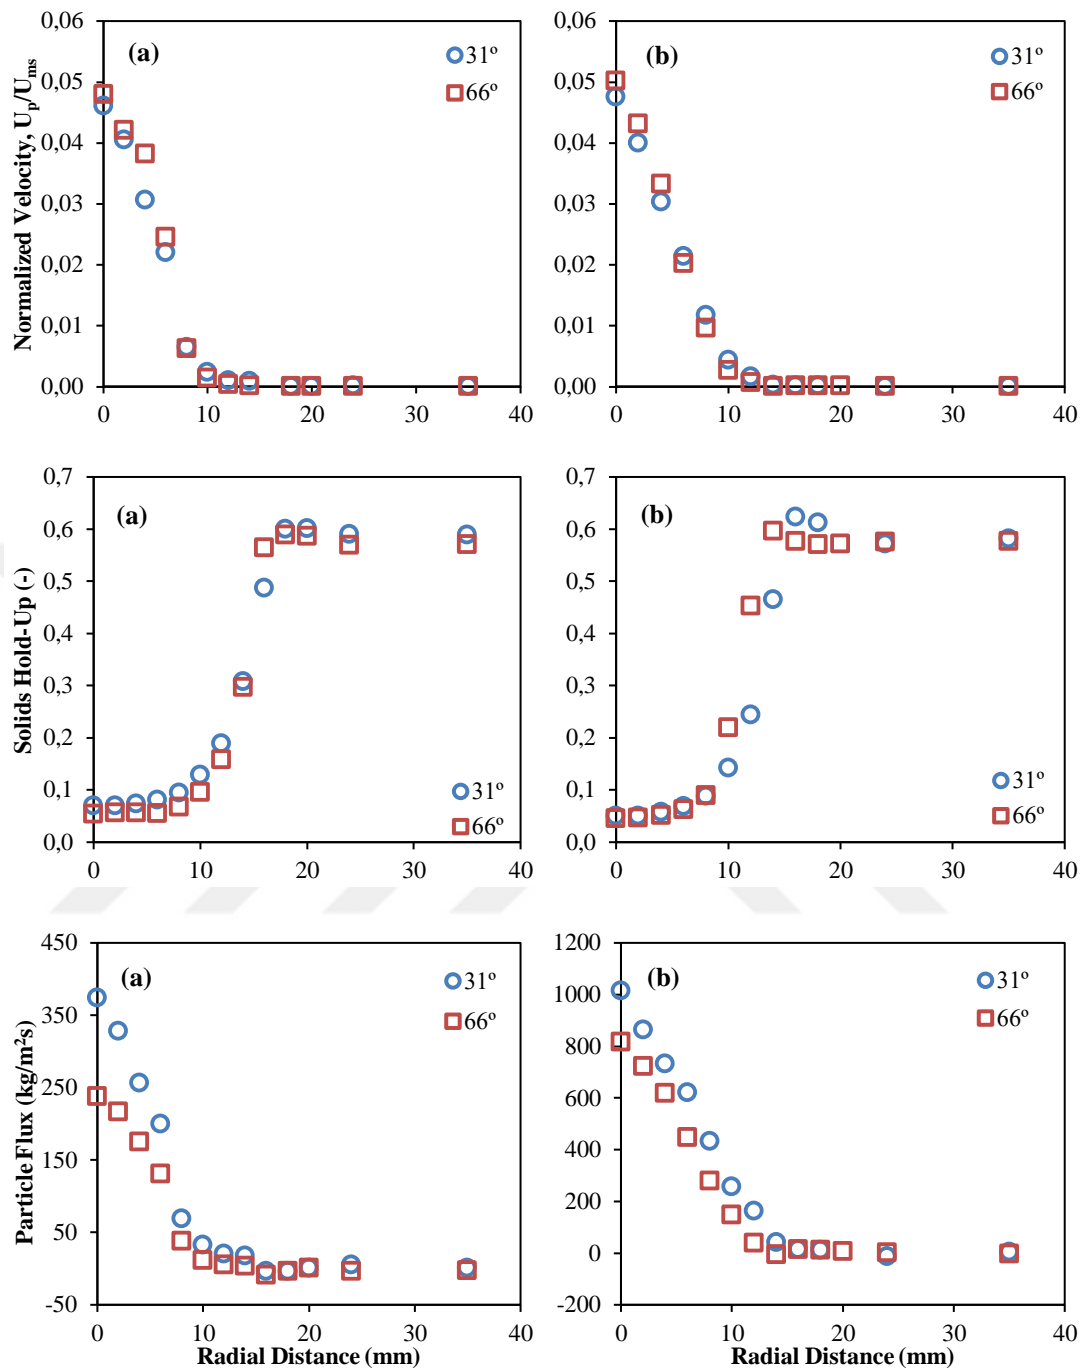 0,06
0,05
0,04
0,03
0,02
0,01
0,00
0 10 20 30 40
Normalized Velocity, Up/Ums
(a)
31º
66º
0,06
0,05
0,04
0,03
0,02
0,01
0,00
0 10 20 30 40
(b)
31º
66º
0,7
0,6
0,5
0,4
0,3
0,2
0,1
0,0
0 10 20 30 40
Solids Hold-Up (-)
(a)
31º
66º
0,7
0,6
0,5
0,4
0,3
0,2
0,1
0,0
0 10 20 30 40
(b)
31º
66º
450
350
250
150
50
-50
0 10 20 30 40
Particle Flux (kg/m²s)
Radial Distance (mm)
(a)
31º
66º
1200
1000
800
600
400
200
0
-200
0 10 20 30 40
Radial Distance (mm)
(b)
31º
66º